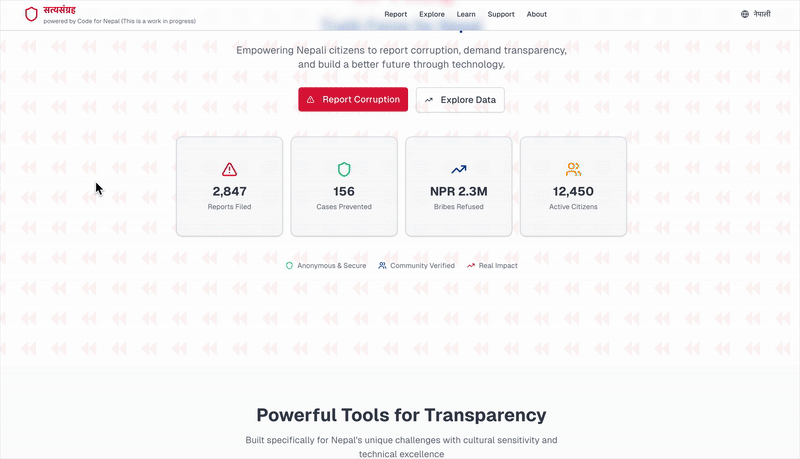 सत्यसंग्रह
powered by Code for Nepal (This is a work in progress)
Report Explore Learn Support About
नेपाली
Empowering Nepali citizens to report corruption, demand transparency,
and build a better future through technology.
Report Corruption
Explore Data
2,847
Reports Filed
156
Cases Prevented
NPR 2.3M
Bribes Refused
12,450
Active Citizens
Anonymous & Secure
Community Verified
Real Impact
Powerful Tools for Transparency
Built specifically for Nepal's unique challenges with cultural sensitivity and
technical excellence